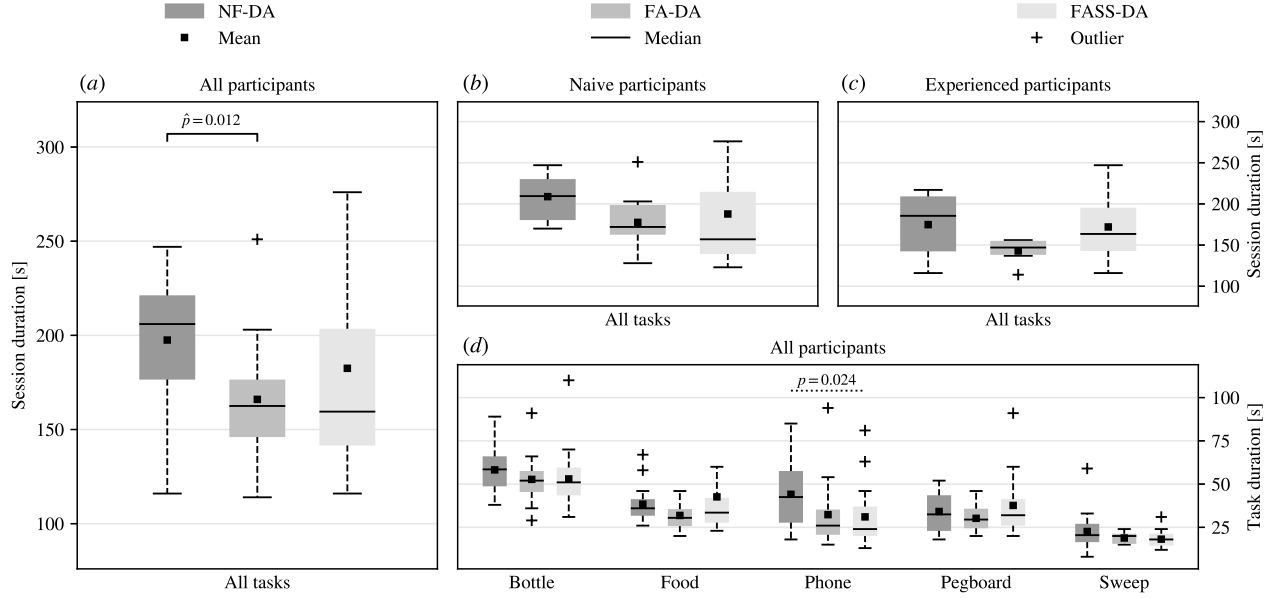 NF-DA
FA-DA
FASS-DA
Mean
Median
Outlier
(a)
All participants
p̂ = 0.012
300
250
200
150
100
Session duration [s]
All tasks
(b)
Naive participants
All tasks
(c)
Experienced participants
300
250
200
150
100
Session duration [s]
All tasks
(d)
All participants
p = 0.024
100
75
50
25
Task duration [s]
Bottle
Food
Phone
Pegboard
Sweep